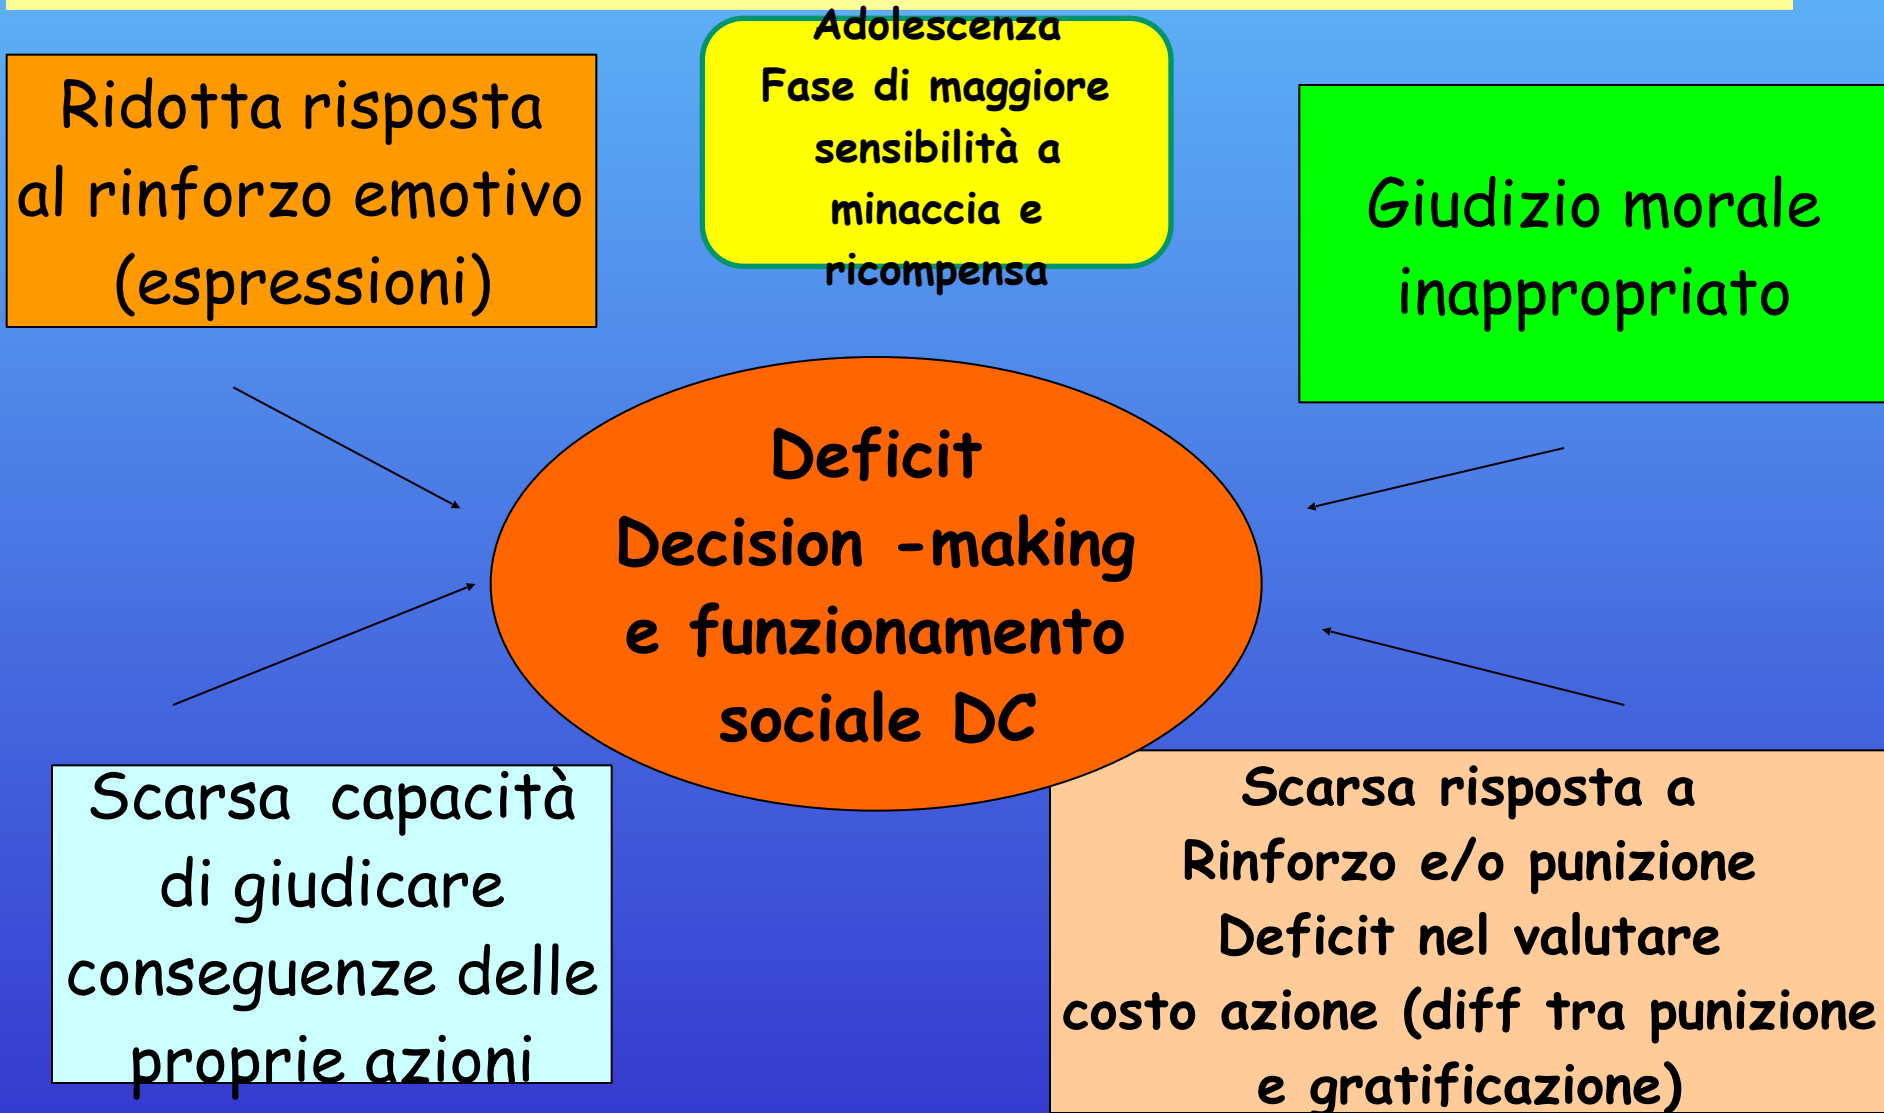 Adolescenza
Fase di maggiore
sensibilità a
minaccia e
ricompensa
Ridotta risposta
al rinforzo emotivo
(espressioni)
Giudizio morale
inappropriato
Deficit
Decision -making
e funzionamento
sociale DC
Scarsa capacità
di giudicare
conseguenze delle
proprie azioni
Scarsa risposta a
Rinforzo e/o punizione
Deficit nel valutare
costo azione (diff tra punizione
e gratificazione)